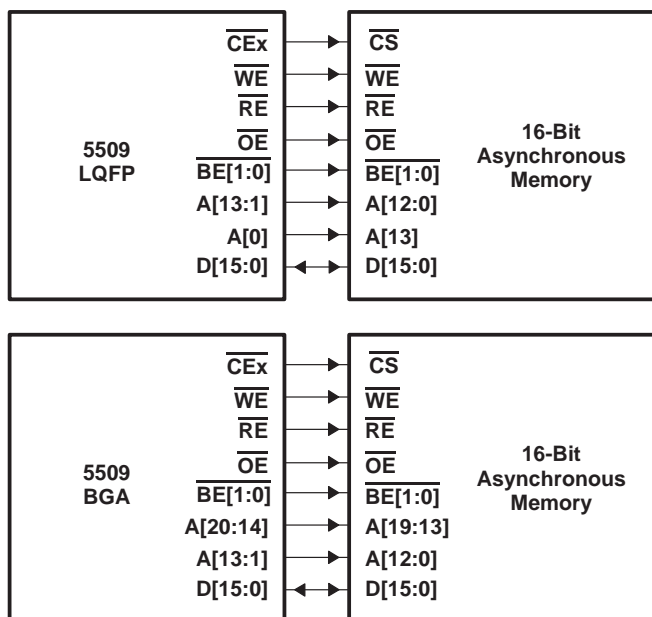 5509
LQFP
CEx
WE
RE
OE
BE[1:0]
A[13:1]
A[0]
D[15:0]
CS
WE
RE
OE
BE[1:0]
A[12:0]
A[13]
D[15:0]
16-Bit
Asynchronous
Memory
5509
BGA
CEx
WE
RE
OE
BE[1:0]
A[20:14]
A[13:1]
D[15:0]
CS
WE
RE
OE
BE[1:0]
A[19:13]
A[12:0]
D[15:0]
16-Bit
Asynchronous
Memory